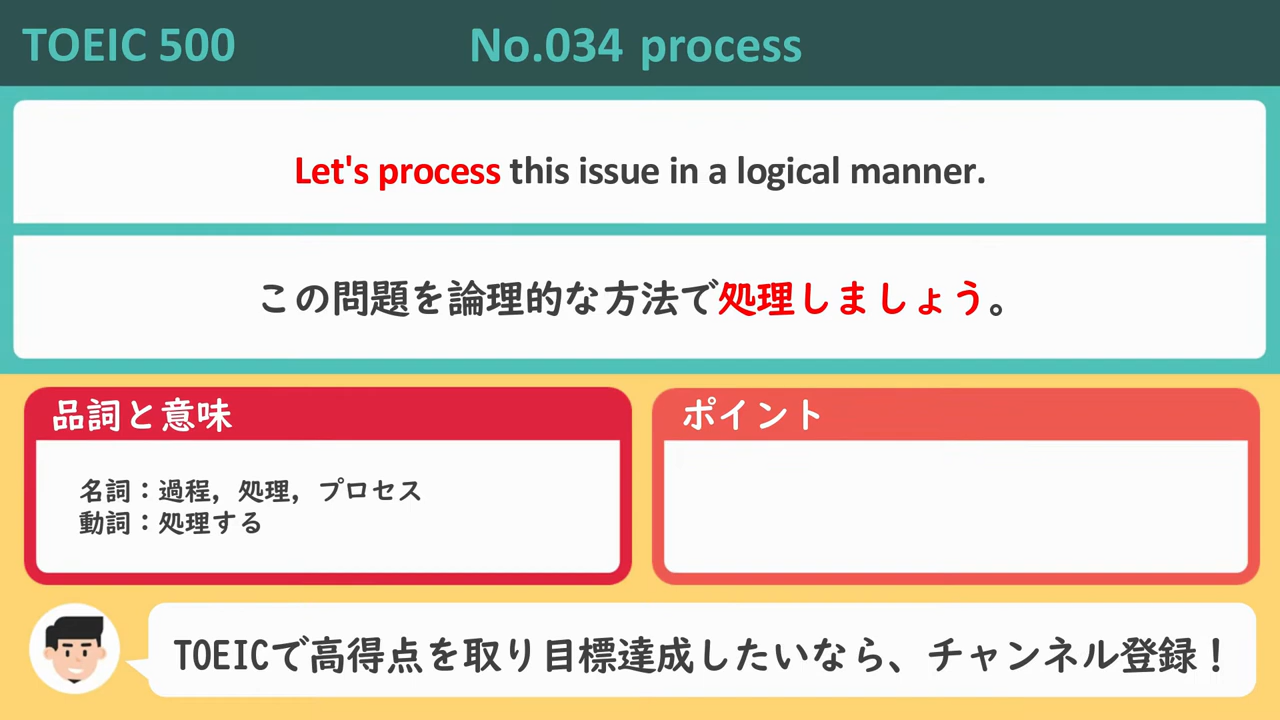 TOEIC 500
No.034 process
Let's process this issue in a logical manner.
この問題を論理的な方法で処理しましょう。
品詞と意味
名詞：過程，処理，プロセス
動詞：処理する
ポイント
TOEICで高得点を取り目標達成したいなら、チャンネル登録！